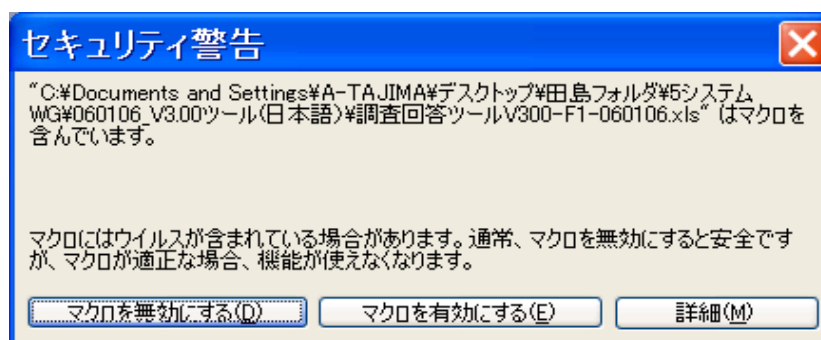 セキュリティ警告
"C:¥Documents and Settings¥A-TAJIMA¥デスクトップ¥田島フォルダ¥5システム
WG¥060106_V3.00ツール(日本語)¥調査回答ツールV300-F1-060106.xls" はマクロを
含んでいます。
マクロにはウイルスが含まれている場合があります。通常、マクロを無効にすると安全です
が、マクロが適正な場合、機能が使えなくなります。
マクロを無効にする(D) マクロを有効にする(E) 詳細(M)